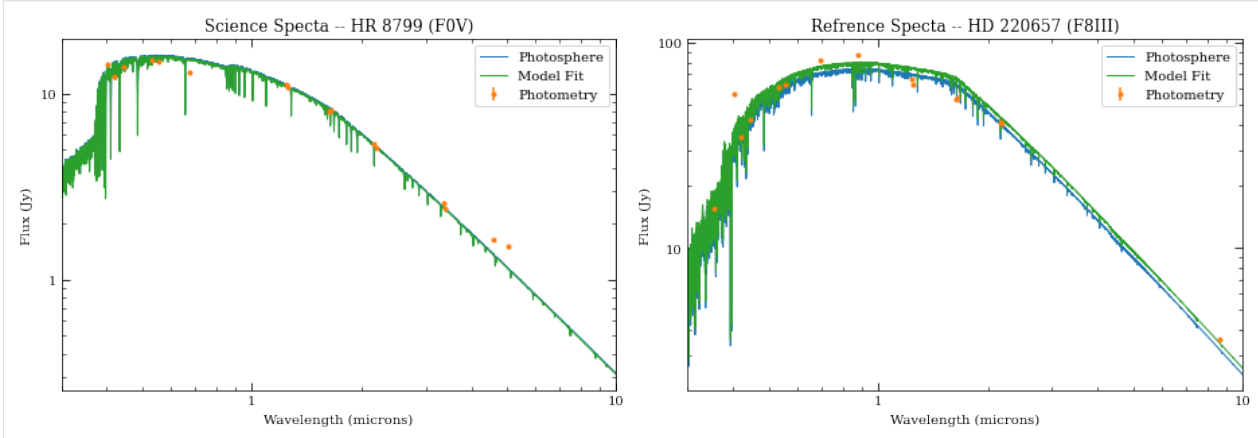 Science Specta -- HR 8799 (F0V)
Photosphere
Model Fit
Photometry
10
1
Flux (Jy)
1
10
Wavelength (microns)
Refrence Specta -- HD 220657 (F8III)
Photosphere
Model Fit
Photometry
100
10
Flux (Jy)
1
10
Wavelength (microns)